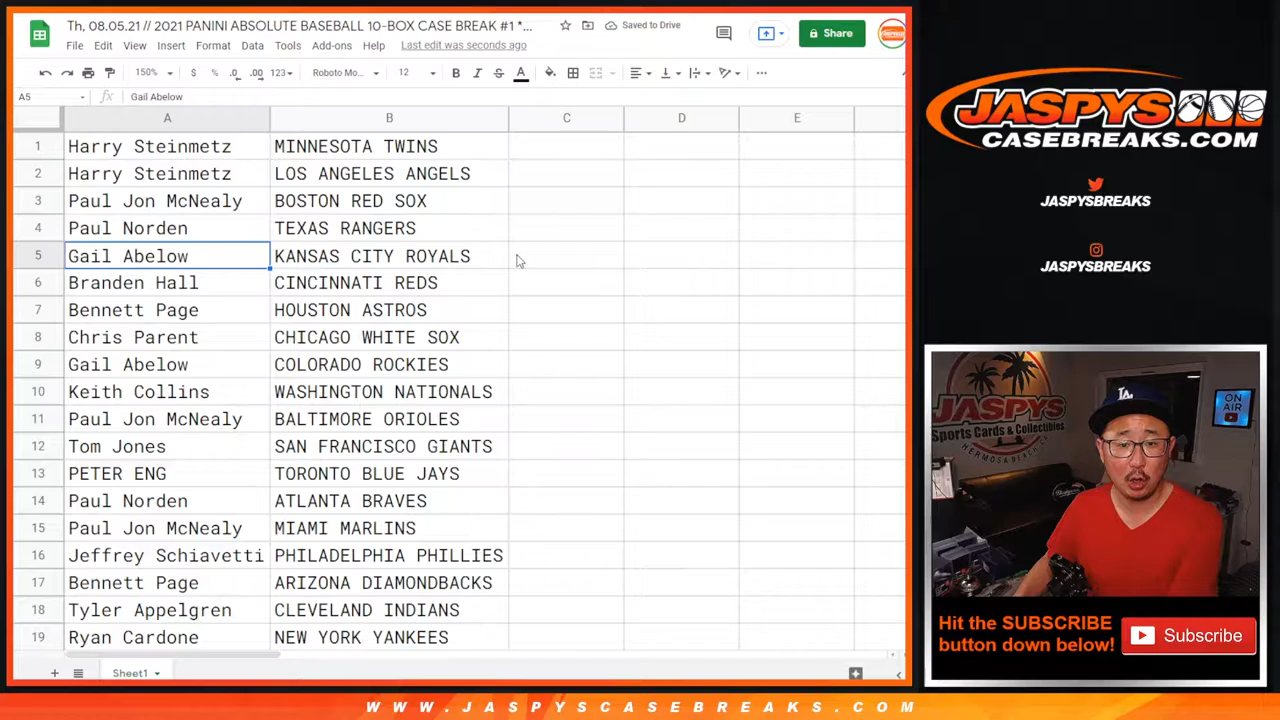 Th, 08.05.21 // 2021 PANINI ABSOLUTE BASEBALL 10-BOX CASE BREAK #1 *...
Saved to Drive
Share
File Edit View Insert Format Data Tools Add-ons Help Last edit was seconds ago
150% $ % .0 .00 123 Roboto Mo... 12 B I S A
A5 fx Gail Abelow
A B C D E
1 Harry Steinmetz MINNESOTA TWINS
2 Harry Steinmetz LOS ANGELES ANGELS
3 Paul Jon McNealy BOSTON RED SOX
4 Paul Norden TEXAS RANGERS
5 Gail Abelow KANSAS CITY ROYALS
6 Branden Hall CINCINNATI REDS
7 Bennett Page HOUSTON ASTROS
8 Chris Parent CHICAGO WHITE SOX
9 Gail Abelow COLORADO ROCKIES
10 Keith Collins WASHINGTON NATIONALS
11 Paul Jon McNealy BALTIMORE ORIOLES
12 Tom Jones SAN FRANCISCO GIANTS
13 PETER ENG TORONTO BLUE JAYS
14 Paul Norden ATLANTA BRAVES
15 Paul Jon McNealy MIAMI MARLINS
16 Jeffrey Schiavetti PHILADELPHIA PHILLIES
17 Bennett Page ARIZONA DIAMONDBACKS
18 Tyler Appelgren CLEVELAND INDIANS
19 Ryan Cardone NEW YORK YANKEES
Sheet1
JASPYS
CASEBREAKS.COM
JASPYSBREAKS
JASPYSBREAKS
JASPYS
Sports Cards & Collectibles
HERMOSA BEACH
LA
ON
AIR
Hit the SUBSCRIBE
button down below!
Subscribe
WWW.JASPYSCASEBREAKS.COM